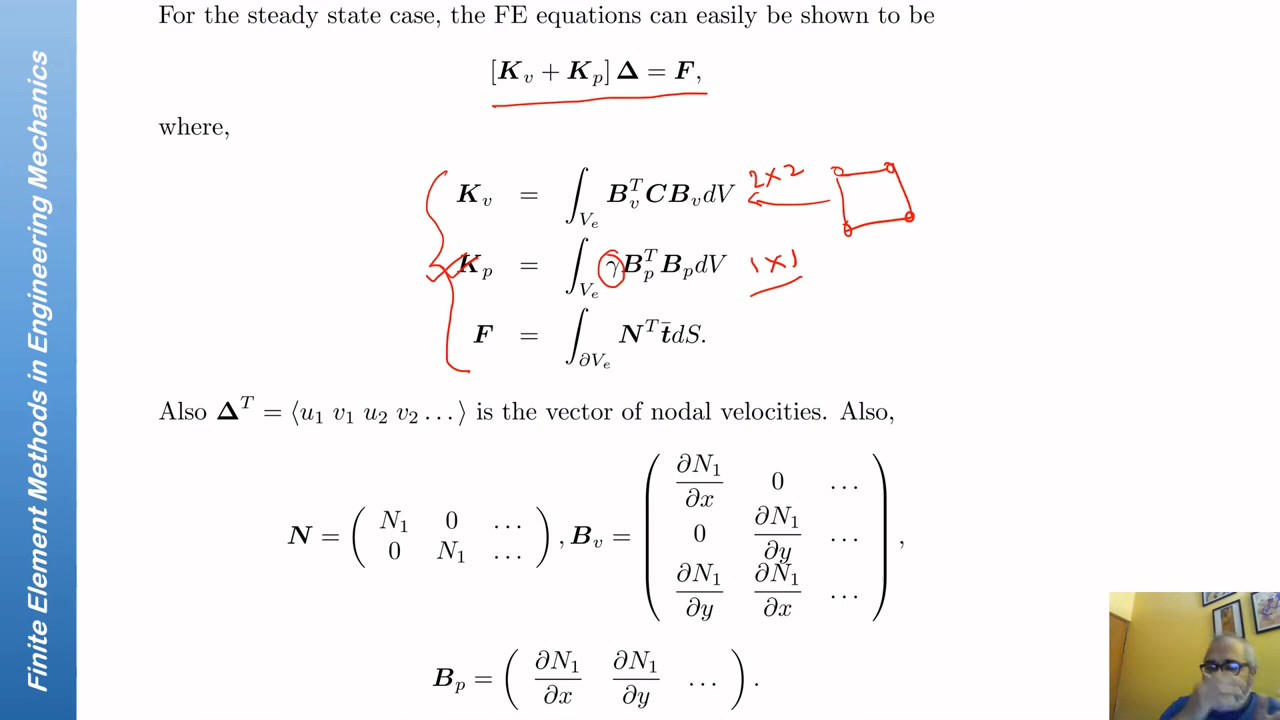 Finite Element Methods in Engineering Mechanics
For the steady state case, the FE equations can easily be shown to be
[K_v + K_p] Δ = F,
where,
K_v = ∫_{V_e} B_v^T C B_v dV 2×2
K_p = ∫_{V_e} γ B_p^T B_p dV 1×1
F = ∫_{∂V_e} N^T t̄ dS.
Also Δ^T = ⟨u_1 v_1 u_2 v_2 ...⟩ is the vector of nodal velocities. Also,
N = ( N_1 0 ... ; 0 N_1 ... ), B_v = ( ∂N_1/∂x 0 ... ; 0 ∂N_1/∂y ... ; ∂N_1/∂y ∂N_1/∂x ... ),
B_p = ( ∂N_1/∂x ∂N_1/∂y ... ).